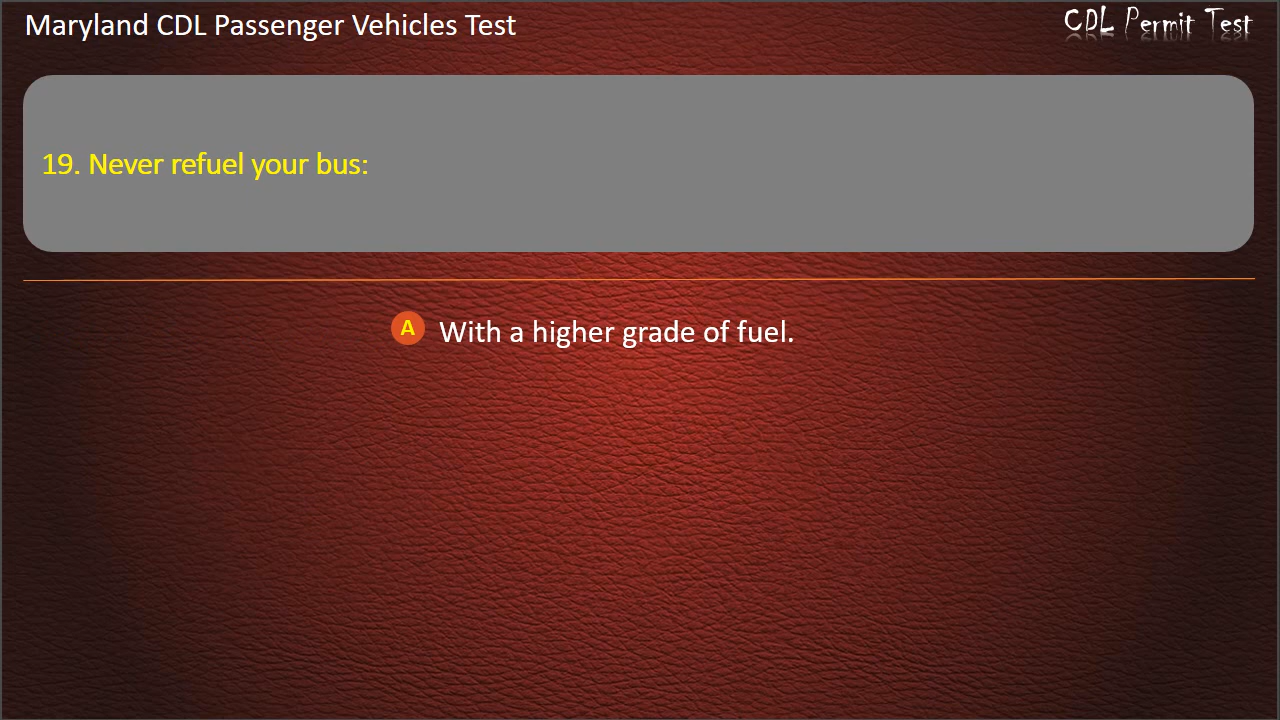 Maryland CDL Passenger Vehicles Test
CDL Permit Test
19. Never refuel your bus:
A With a higher grade of fuel.